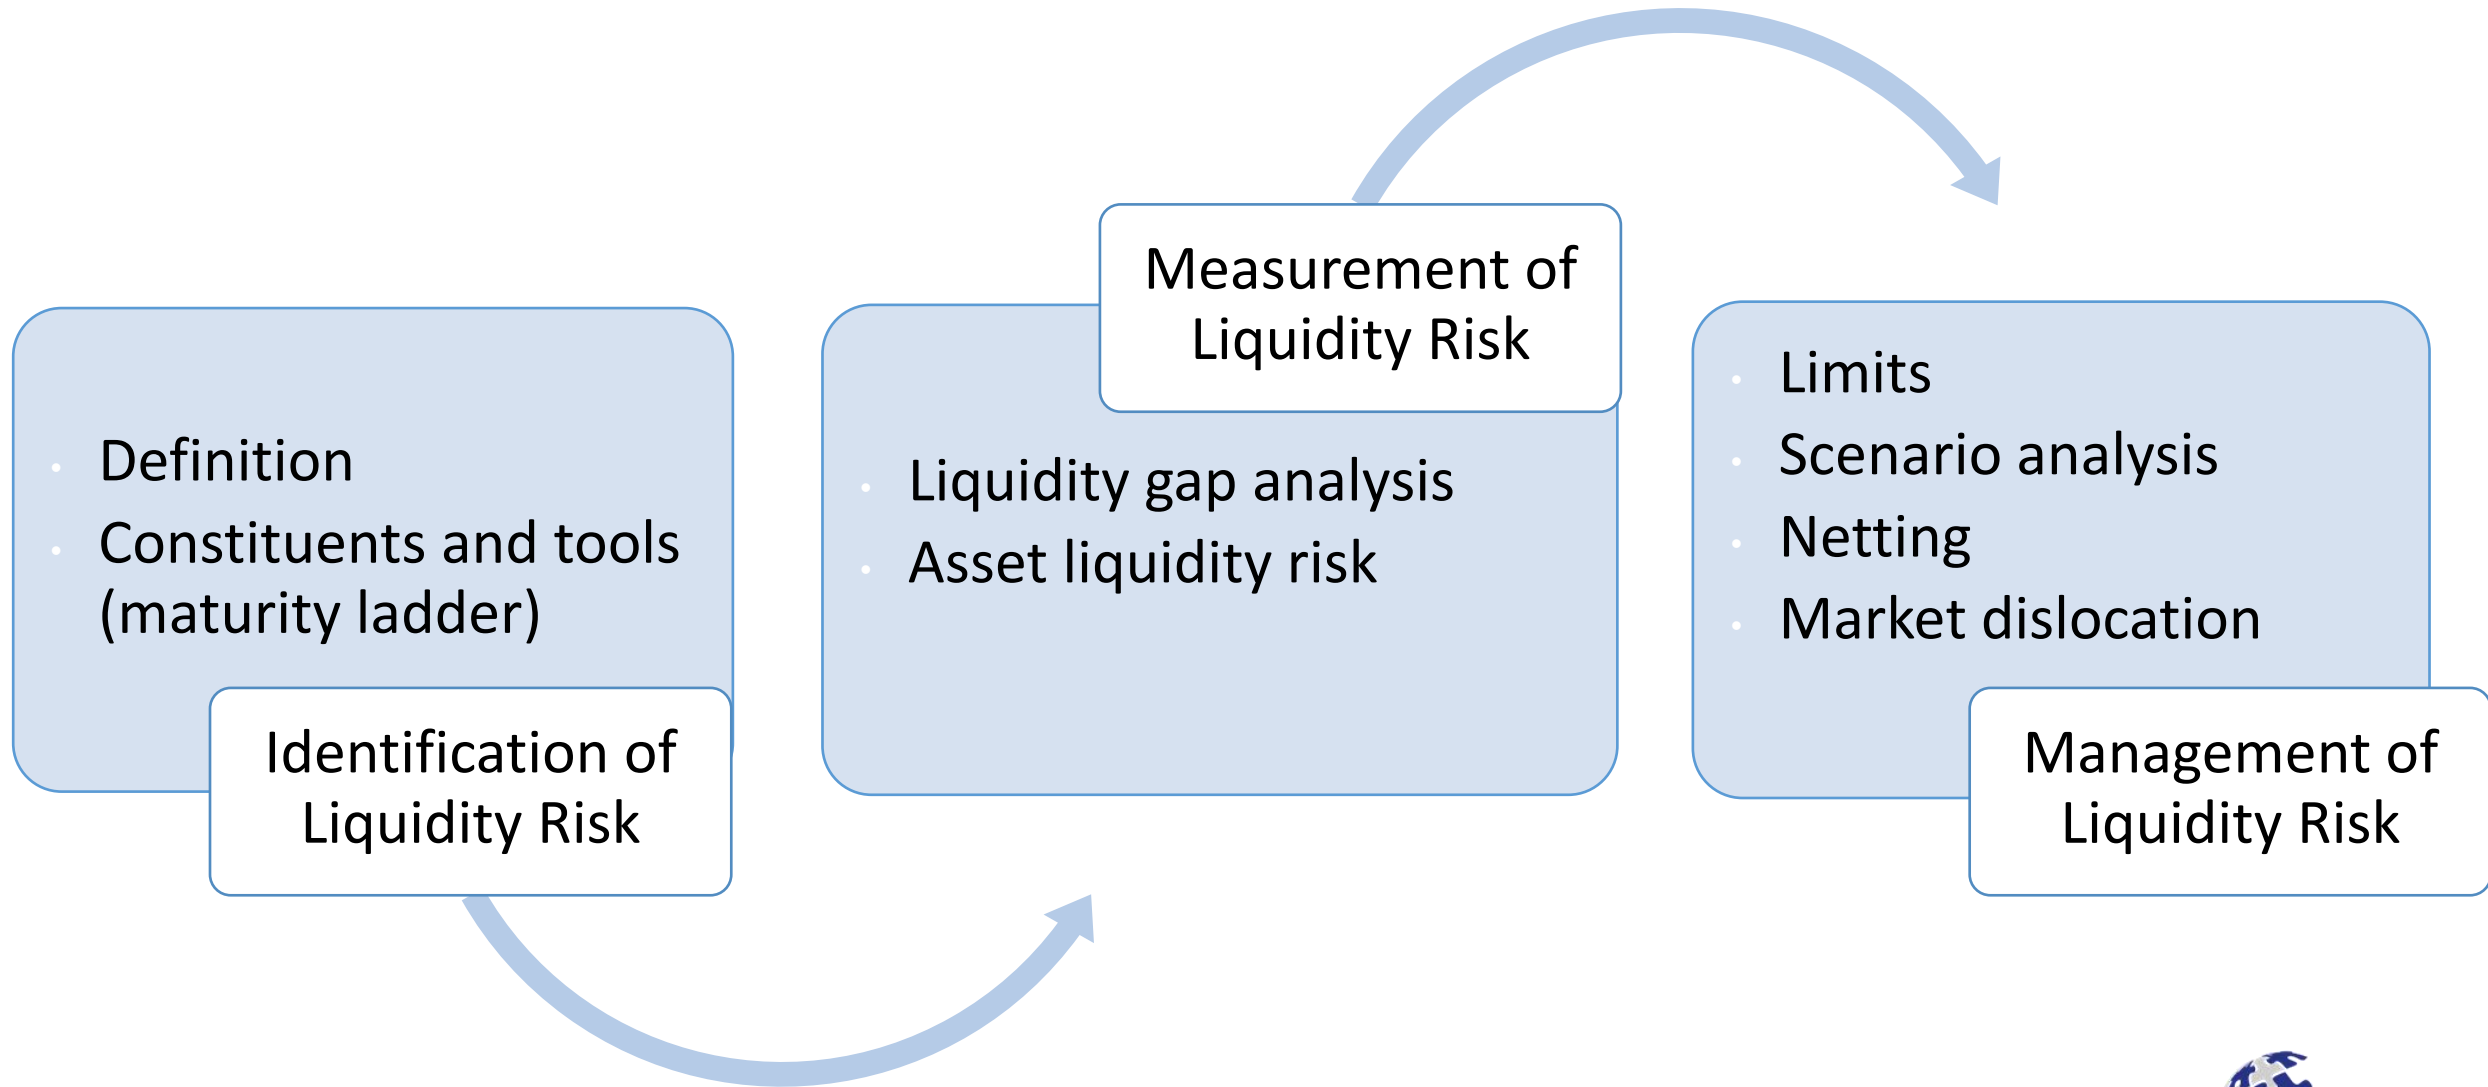 Definition
Constituents and tools
(maturity ladder)
Identification of
Liquidity Risk
Measurement of
Liquidity Risk
Liquidity gap analysis
Asset liquidity risk
Limits
Scenario analysis
Netting
Market dislocation
Management of
Liquidity Risk